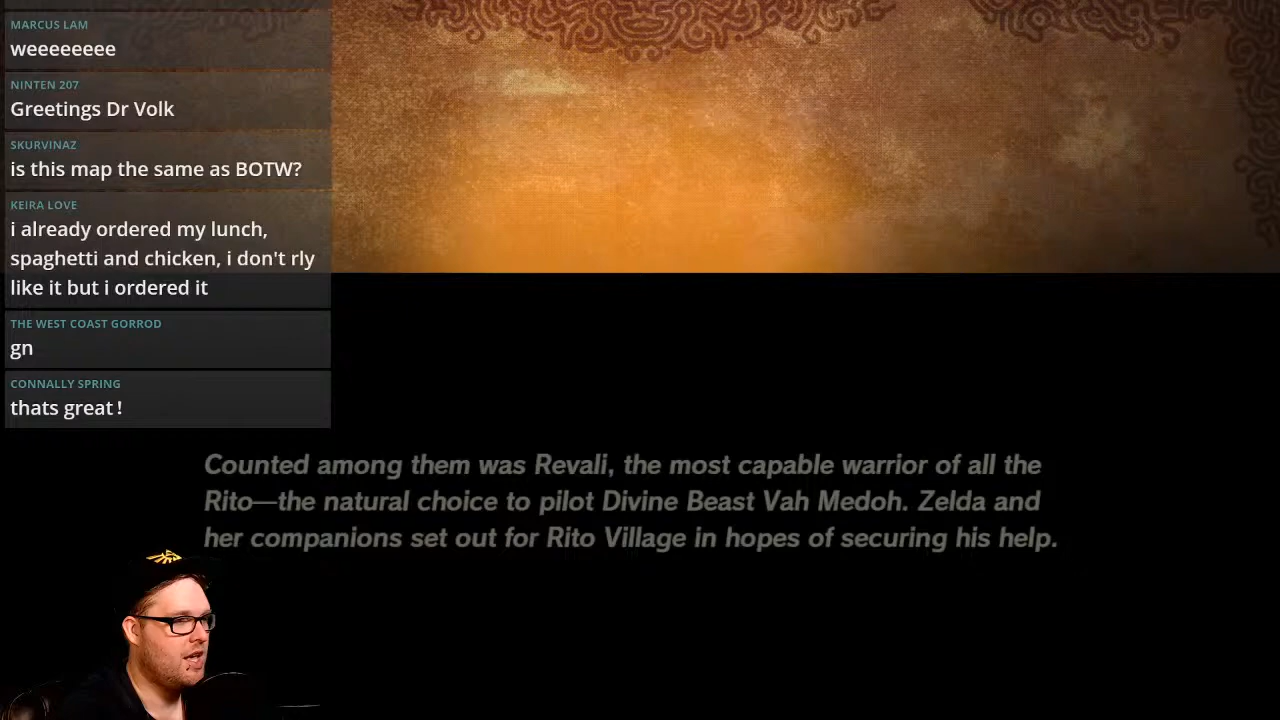 MARCUS LAM
weeeeeeee
NINTEN 207
Greetings Dr Volk
SKURVINAZ
is this map the same as BOTW?
KEIRA LOVE
i already ordered my lunch,
spaghetti and chicken, i don't rly
like it but i ordered it
THE WEST COAST GORROD
gn
CONNALLY SPRING
thats great !
Counted among them was Revali, the most capable warrior of all the
Rito—the natural choice to pilot Divine Beast Vah Medoh. Zelda and
her companions set out for Rito Village in hopes of securing his help.